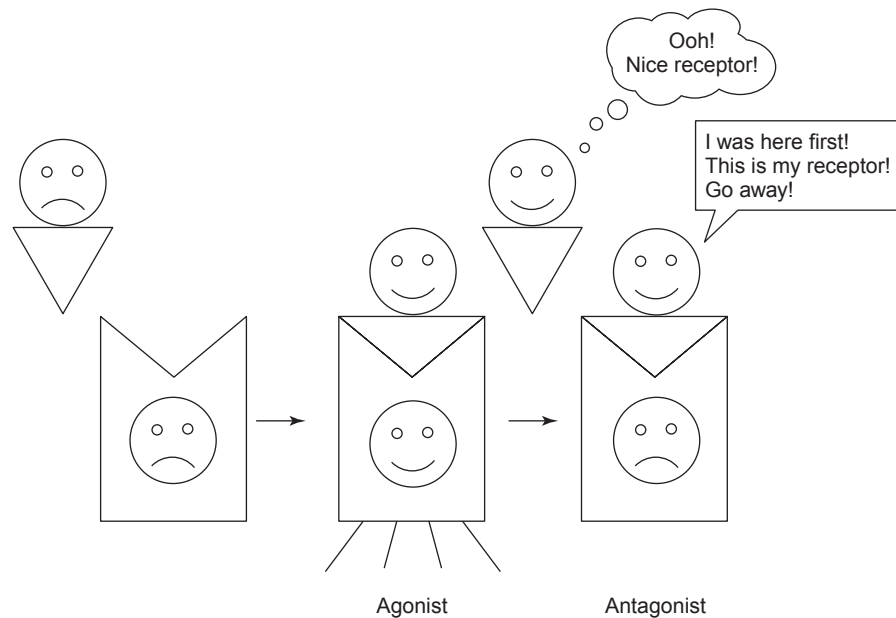 Ooh!
Nice receptor!
I was here first!
This is my receptor!
Go away!
Agonist
Antagonist